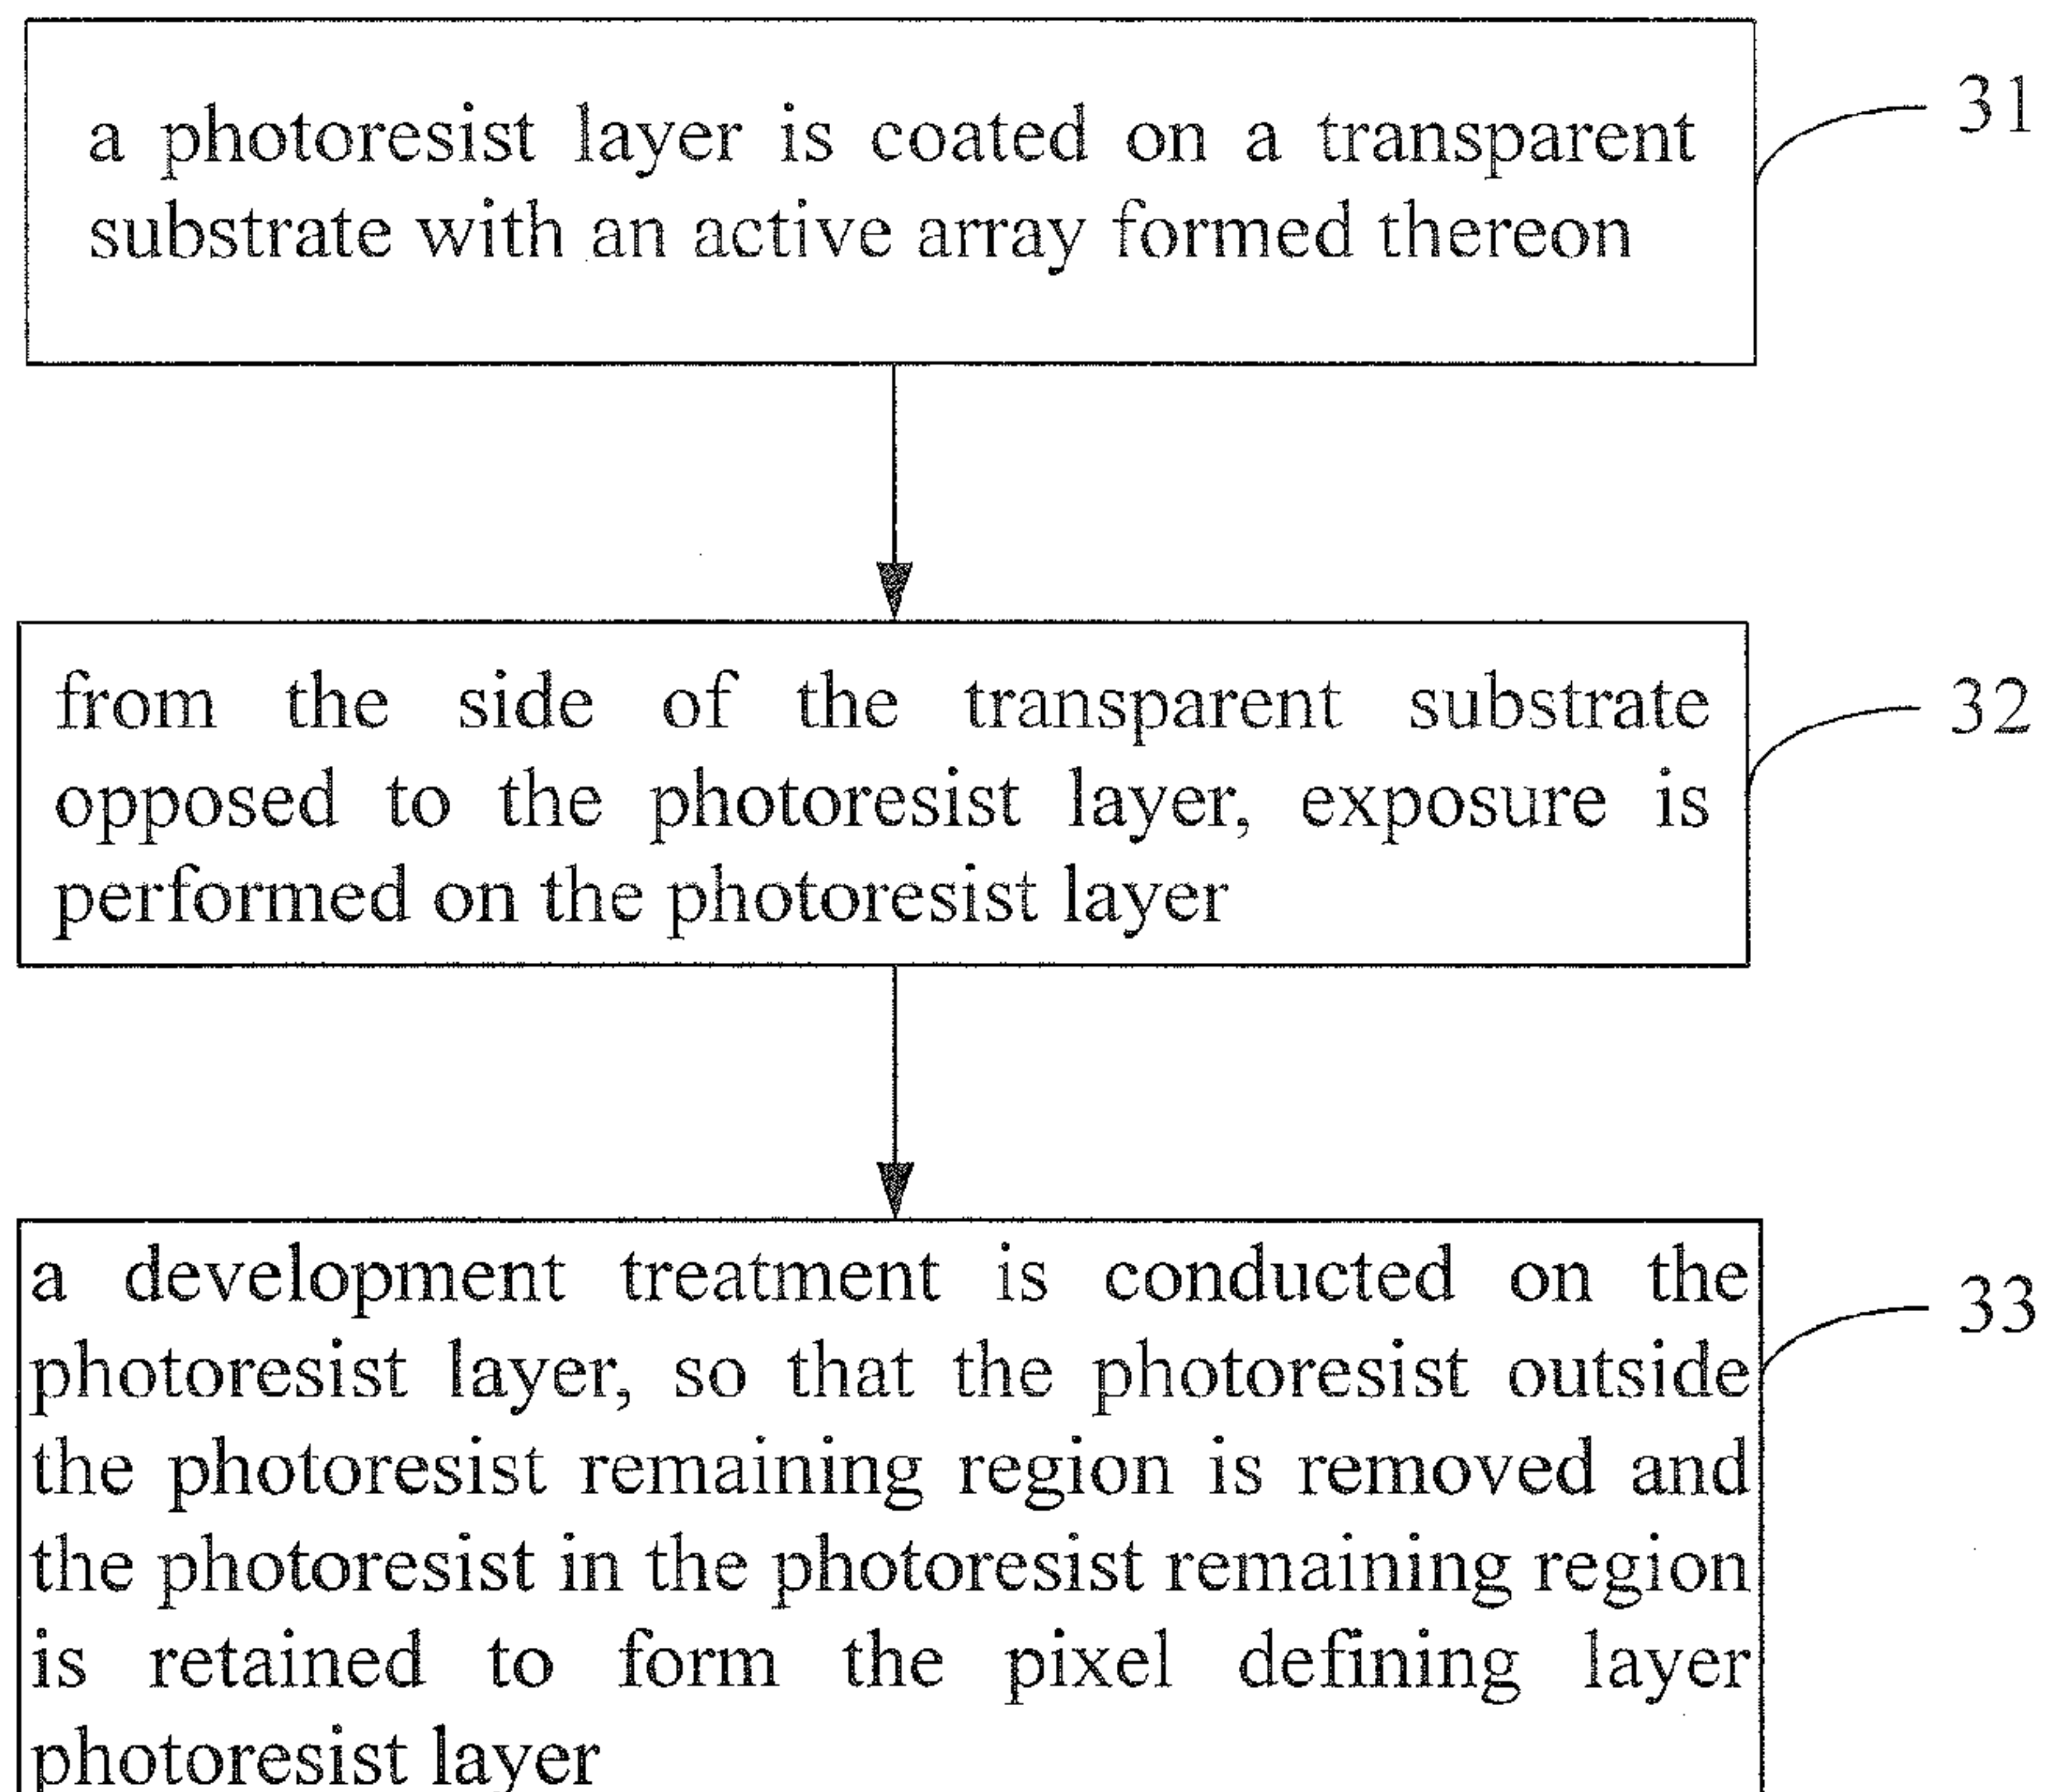 a photoresist layer is coated on a transparent
substrate with an active array formed thereon
31
from the side of the transparent substrate
opposed to the photoresist layer, exposure is
performed on the photoresist layer
32
a development treatment is conducted on the
photoresist layer, so that the photoresist outside
the photoresist remaining region is removed and
the photoresist in the photoresist remaining region
is retained to form the pixel defining layer
photoresist layer
33